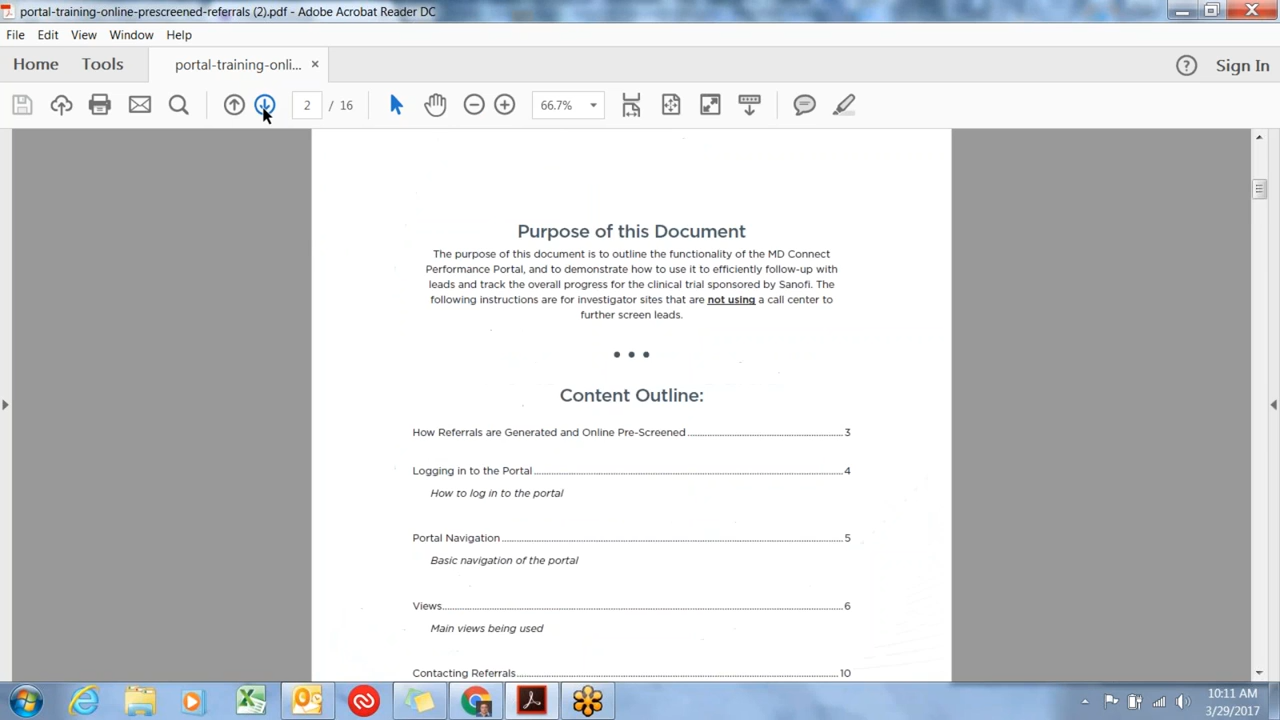 portal-training-online-prescreened-referrals (2).pdf - Adobe Acrobat Reader DC
File Edit View Window Help
Home Tools portal-training-onli... × ? Sign In
2 / 16 66.7%
Purpose of this Document
The purpose of this document is to outline the functionality of the MD Connect
Performance Portal, and to demonstrate how to use it to efficiently follow-up with
leads and track the overall progress for the clinical trial sponsored by Sanofi. The
following instructions are for investigator sites that are not using a call center to
further screen leads.
• • •
Content Outline:
How Referrals are Generated and Online Pre-Screened 3
Logging in to the Portal 4
How to log in to the portal
Portal Navigation 5
Basic navigation of the portal
Views 6
Main views being used
Contacting Referrals 10
10:11 AM
3/29/2017